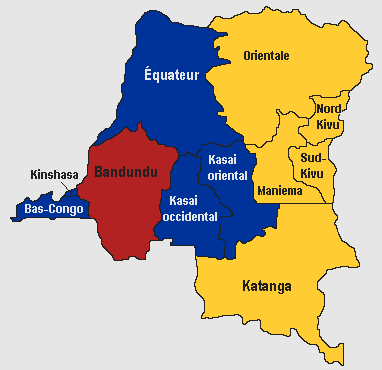 Orientale
Équateur
Nord
Kivu
Kasai
oriental
Sud-
Kivu
Bandundu
Kinshasa
Maniema
Kasai
occidental
Bas-Congo
Katanga